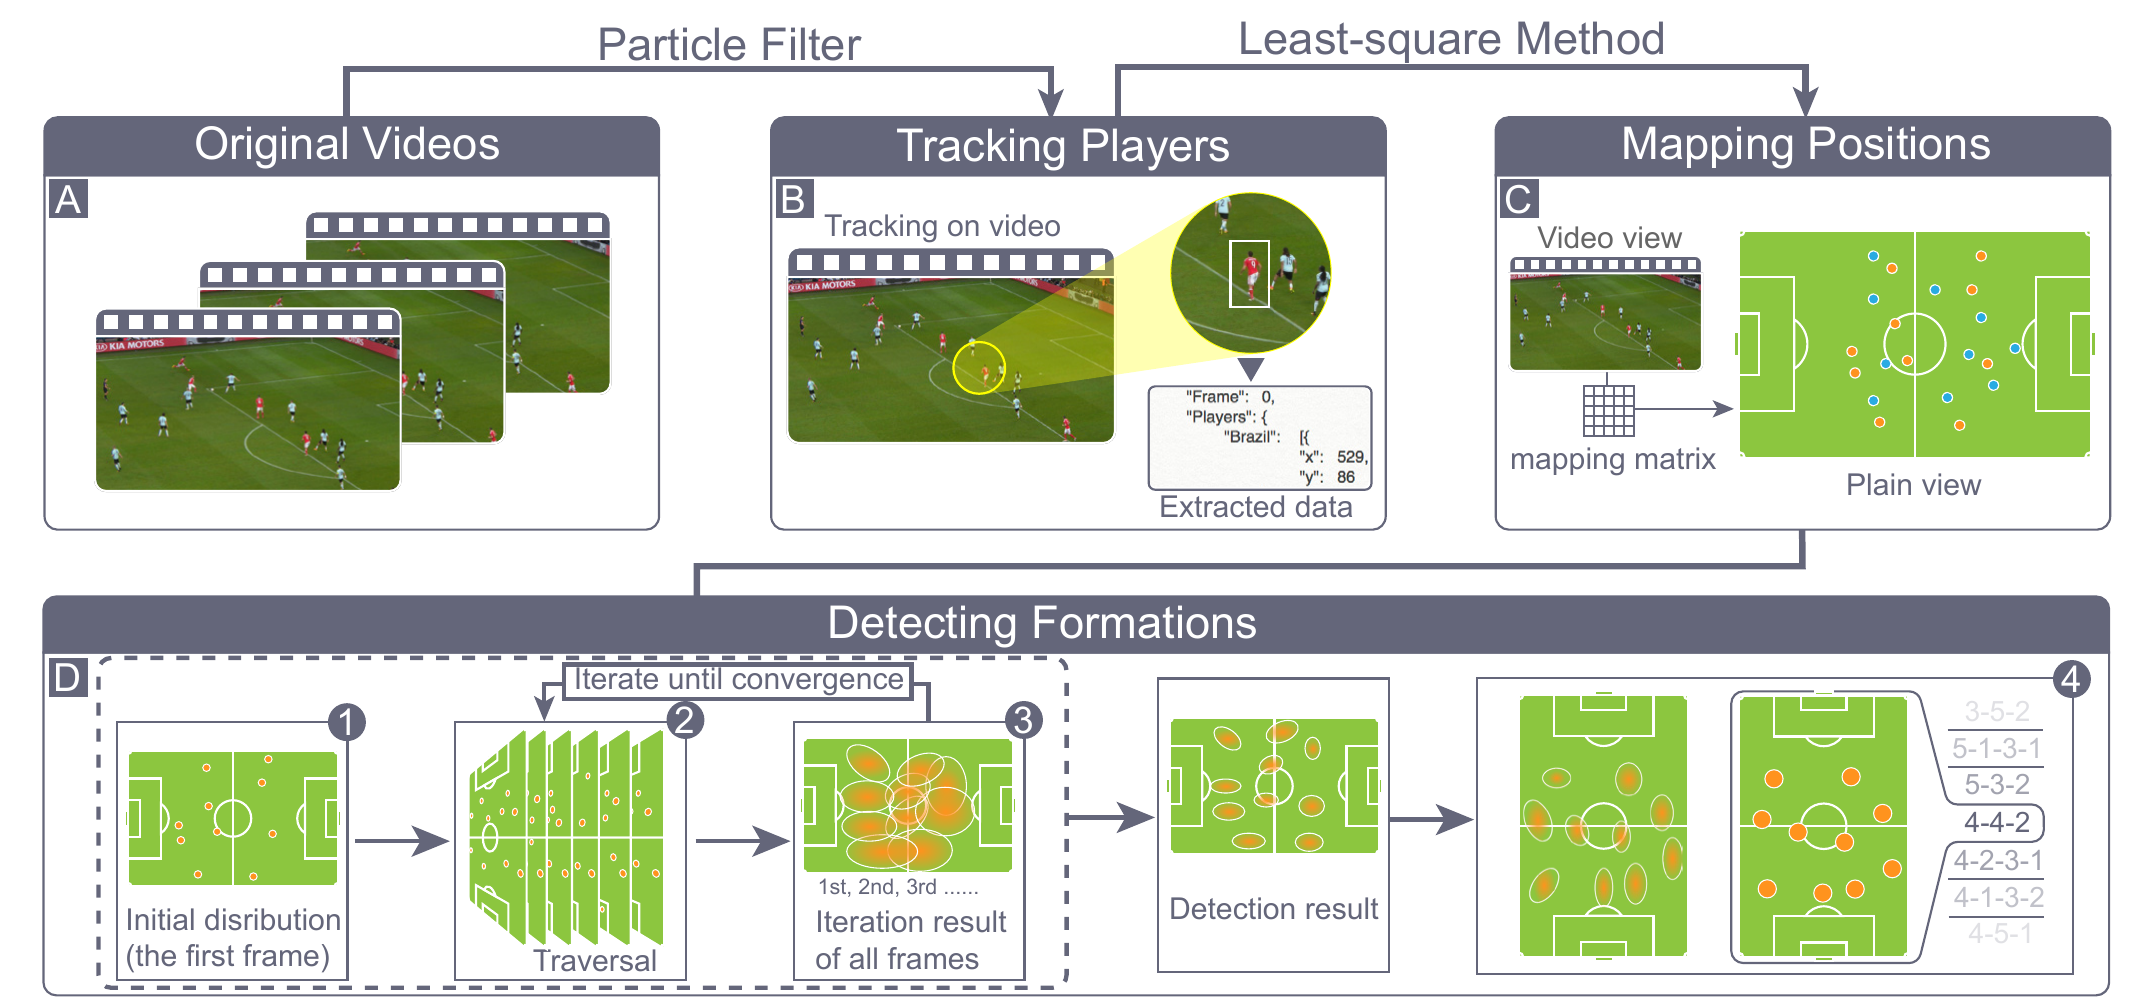 Particle Filter
Least-square Method
Original Videos
Tracking Players
Mapping Positions
A
KIA MOTORS
B
Tracking on video
KIA MOTORS
9
"Frame": 0,
"Players": {
"Brazil": [{
"x": 529,
"y": 86
Extracted data
C
Video view
mapping matrix
Plain view
Detecting Formations
D
Iterate until convergence
1
2
3
4
Initial disribution
(the first frame)
Traversal
1st, 2nd, 3rd ......
Iteration result
of all frames
Detection result
3-5-2
5-1-3-1
5-3-2
4-4-2
4-2-3-1
4-1-3-2
4-5-1